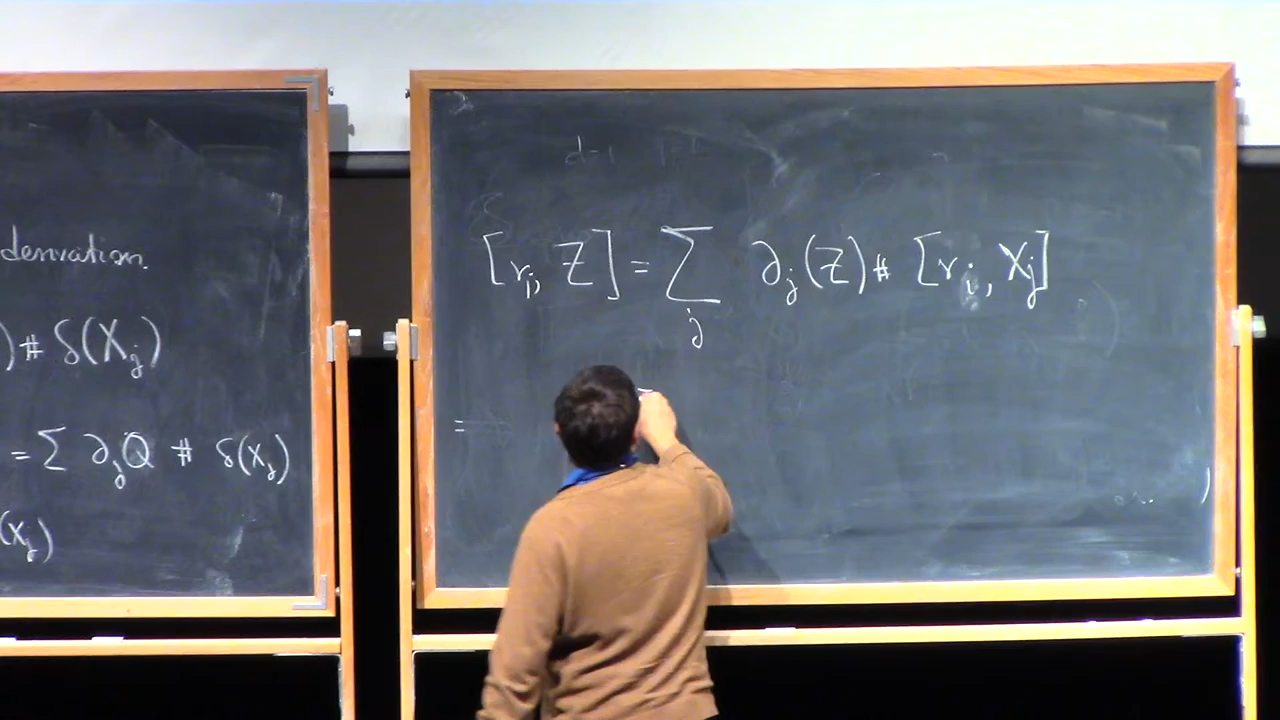 derivation.
) # δ(X_j)
= Σ ∂_j Q # δ(X_j)
(X_j)
[r_i, Z] = Σ_j ∂_j(Z) # [r_i, X_j]
=